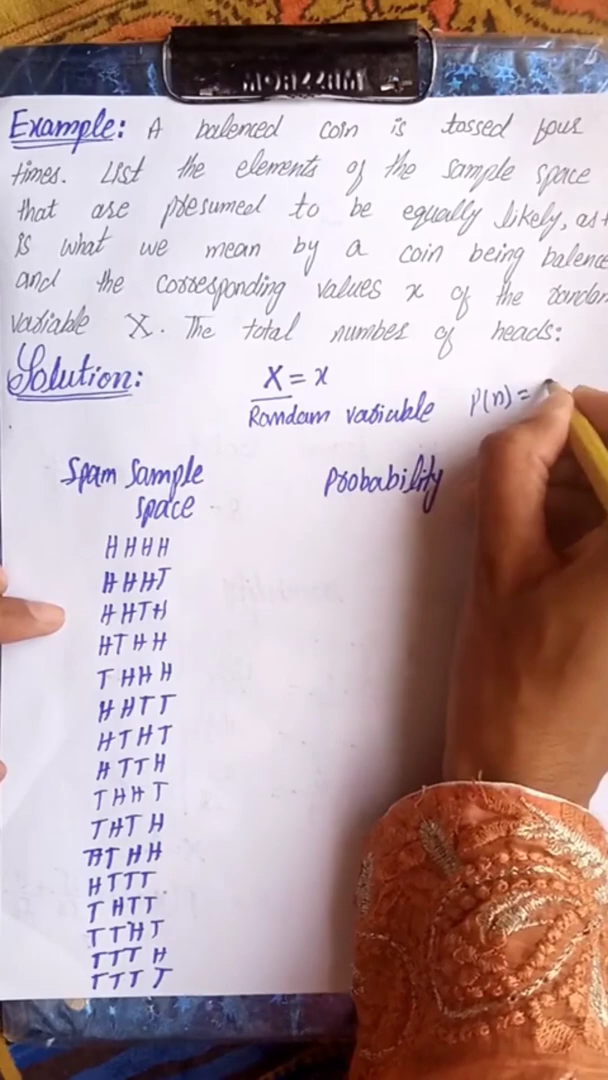 MOAZZAM
Example: A balenced coin is tossed four
times. List the elements of the sample space
that are presumed to be equally likely, as
is what we mean by a coin being balence
and the corresponding values x of the random
variable X. The total number of heads:
Solution:
X = x
Random variable P(n) =
Spam Sample Probability
space
HHHH
HHHT
HHTH
HTHH
THHH
HHTT
HTHT
HTTH
THHT
THTH
TTHH
HTTT
THTT
TTHT
TTTH
TTTT